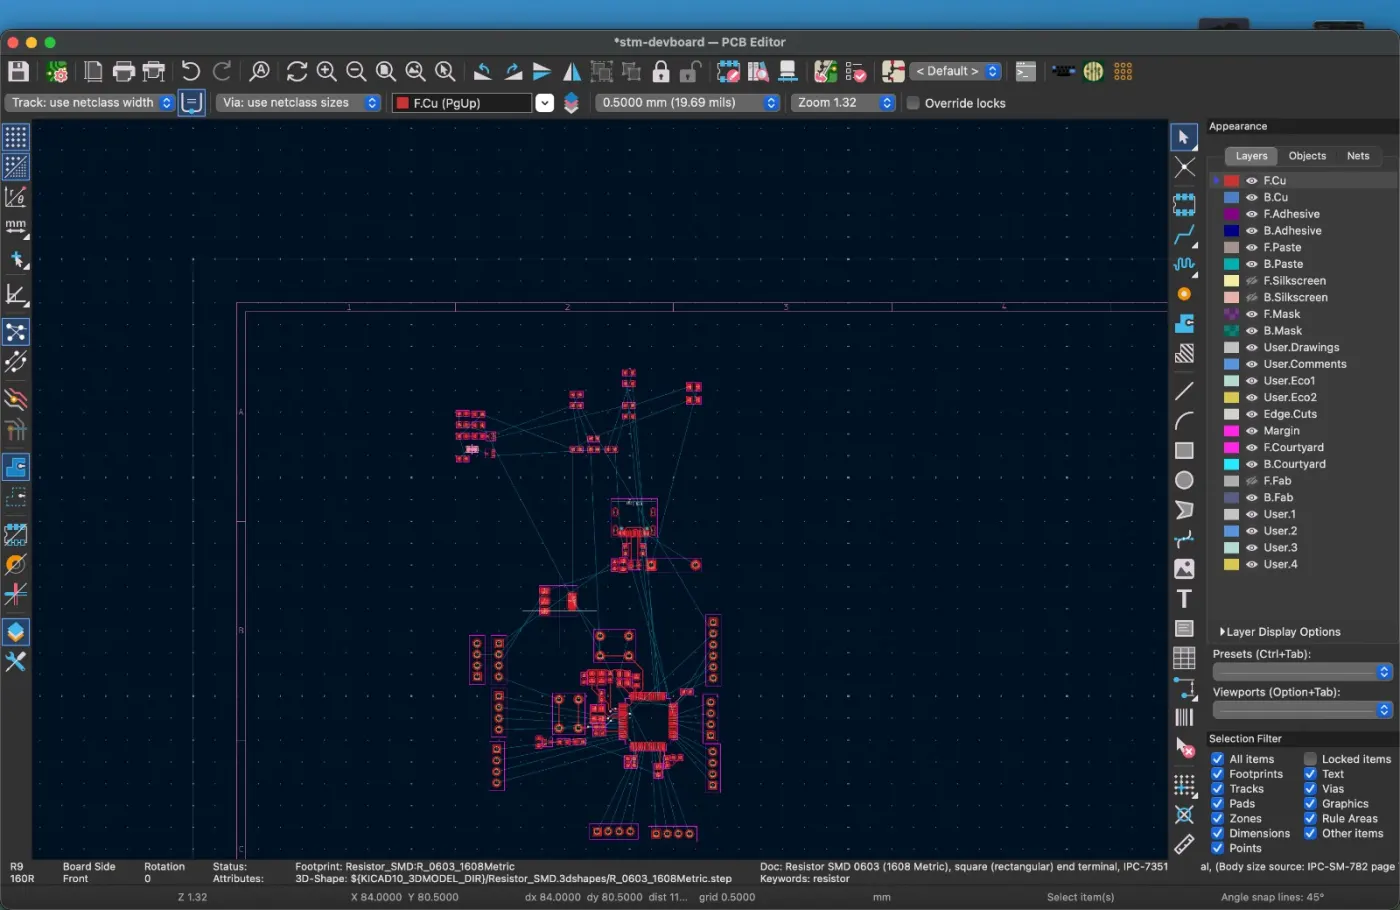 *stm-devboard — PCB Editor
Track: use netclass width
Via: use netclass sizes
F.Cu (PgUp)
0.5000 mm (19.69 mils)
Zoom 1.32
Override locks
< Default >
mm
Appearance
Layers Objects Nets
F.Cu
B.Cu
F.Adhesive
B.Adhesive
F.Paste
B.Paste
F.Silkscreen
B.Silkscreen
F.Mask
B.Mask
User.Drawings
User.Comments
User.Eco1
User.Eco2
Edge.Cuts
Margin
F.Courtyard
B.Courtyard
F.Fab
B.Fab
User.1
User.2
User.3
User.4
Layer Display Options
Presets (Ctrl+Tab):
Viewports (Option+Tab):
Selection Filter
All items Locked items
Footprints Text
Tracks Vias
Pads Graphics
Zones Rule Areas
Dimensions Other items
Points
1 2 3 4
A
B
C
R9 Board Side Rotation Status: Footprint: Resistor_SMD:R_0603_1608Metric Doc: Resistor SMD 0603 (1608 Metric), square (rectangular) end terminal, IPC-7351 al, (Body size source: IPC-SM-782 page
160R Front 0 Attributes: 3D-Shape: ${KICAD10_3DMODEL_DIR}/Resistor_SMD.3dshapes/R_0603_1608Metric.step Keywords: resistor
Z 1.32 X 84.0000 Y 80.5000 dx 84.0000 dy 80.5000 dist 11... grid 0.5000 mm Select item(s) Angle snap lines: 45°